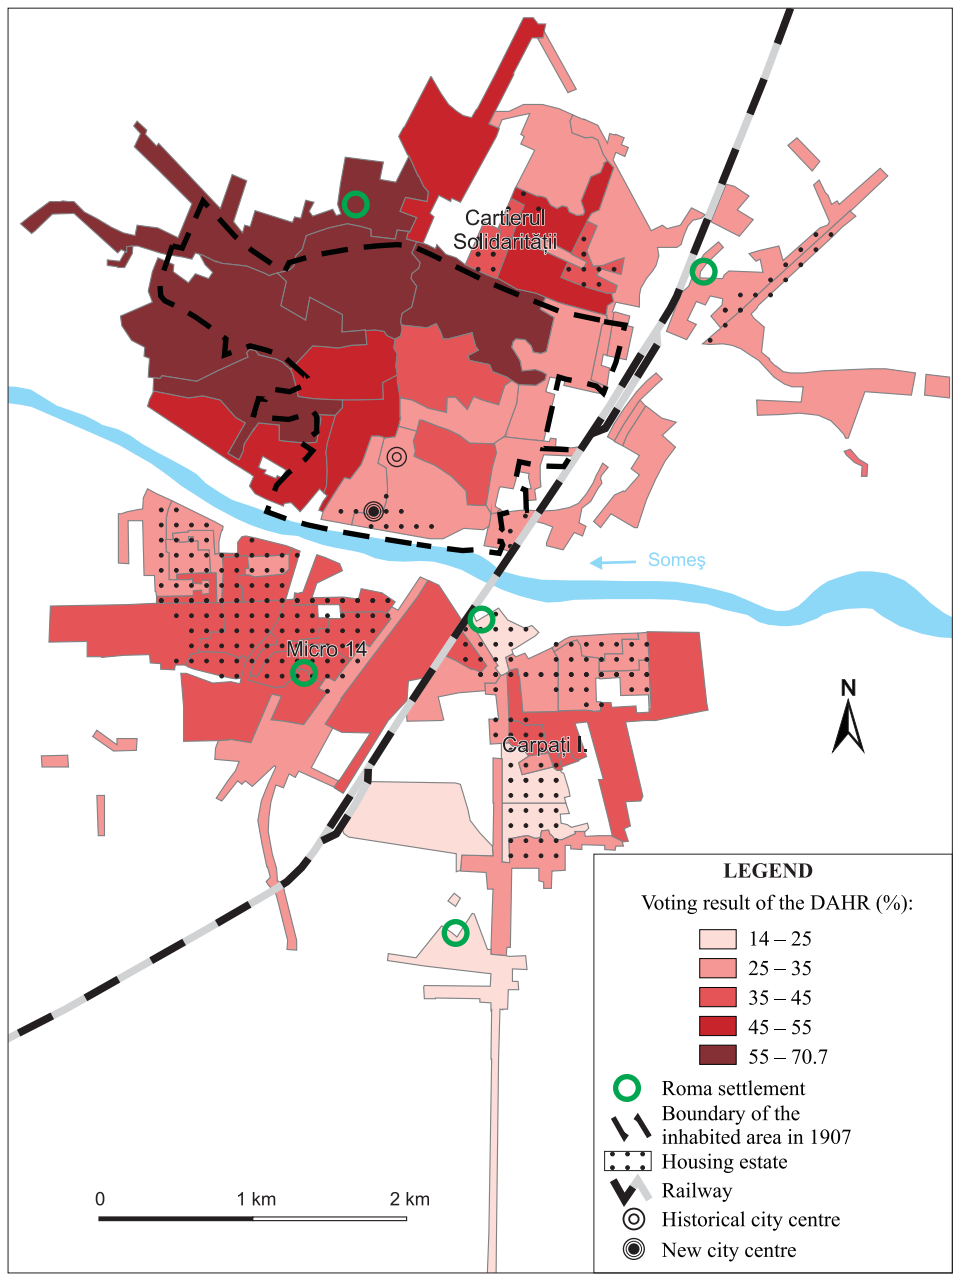 Cartierul
Solidarității
Someş
Micro 14
N
Carpați I.
LEGEND
Voting result of the DAHR (%):
14 – 25
25 – 35
35 – 45
45 – 55
55 – 70.7
Roma settlement
Boundary of the
inhabited area in 1907
Housing estate
Railway
Historical city centre
New city centre
0 1 km 2 km